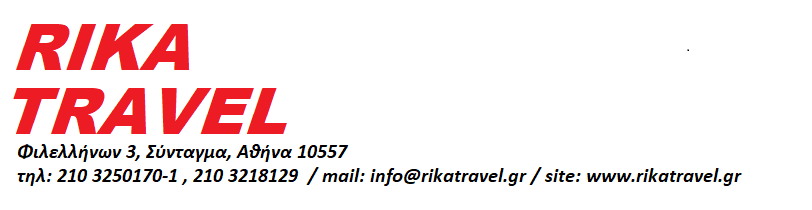 RIKA
TRAVEL
Φιλελλήνων 3, Σύνταγμα, Αθήνα 10557
τηλ: 210 3250170-1 , 210 3218129 / mail: info@rikatravel.gr / site: www.rikatravel.gr